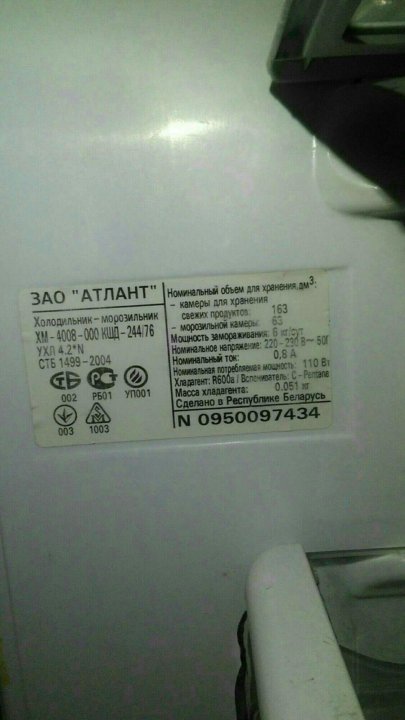 ЗАО "АТЛАНТ"
Холодильник - морозильник
ХМ - 4008 - 000 КШД - 244/76
УХЛ 4.2*N
СТБ 1499 - 2004
002 РБ01 УП001
003 1003
Номинальный объем для хранения, дм³:
- камеры для хранения
свежих продуктов: 163
- морозильной камеры: 63
Мощность замораживания: 6 кг/сут
Номинальное напряжение: 220 - 230 В ~ 50Г
Номинальный ток: 0,8 А
Номинальная потребляемая мощность: 110 Вт
Хладагент: R600a / Вспениватель: C - Pentane
Масса хладагента: 0.051 кг
Сделано в Республике Беларусь
N 0950097434